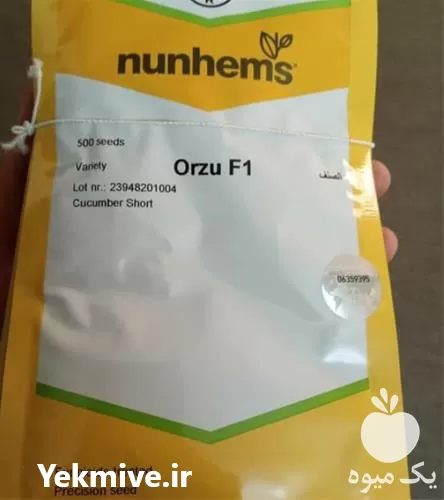 nunhems
500 seeds
Variety Orzu F1 الصنف
Lot nr.: 23948201004
Cucumber Short
06359395
یک میوه
Yekmive.ir
Precision seed